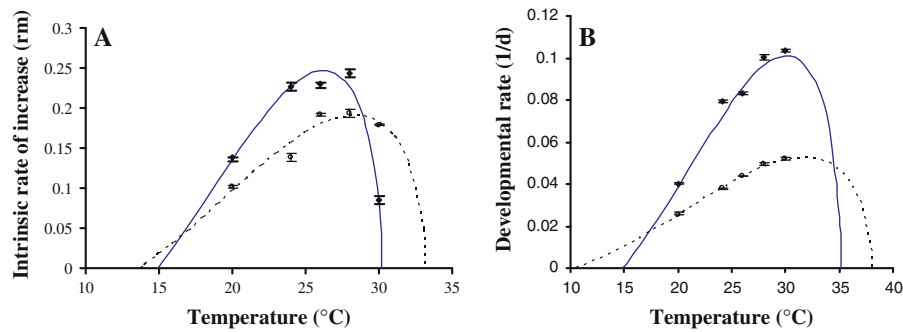 A
Intrinsic rate of increase (rm)
0.3
0.25
0.2
0.15
0.1
0.05
0
10 15 20 25 30 35
Temperature (°C)
B
Developmental rate (1/d)
0.12
0.1
0.08
0.06
0.04
0.02
0
10 15 20 25 30 35 40
Temperature (°C)